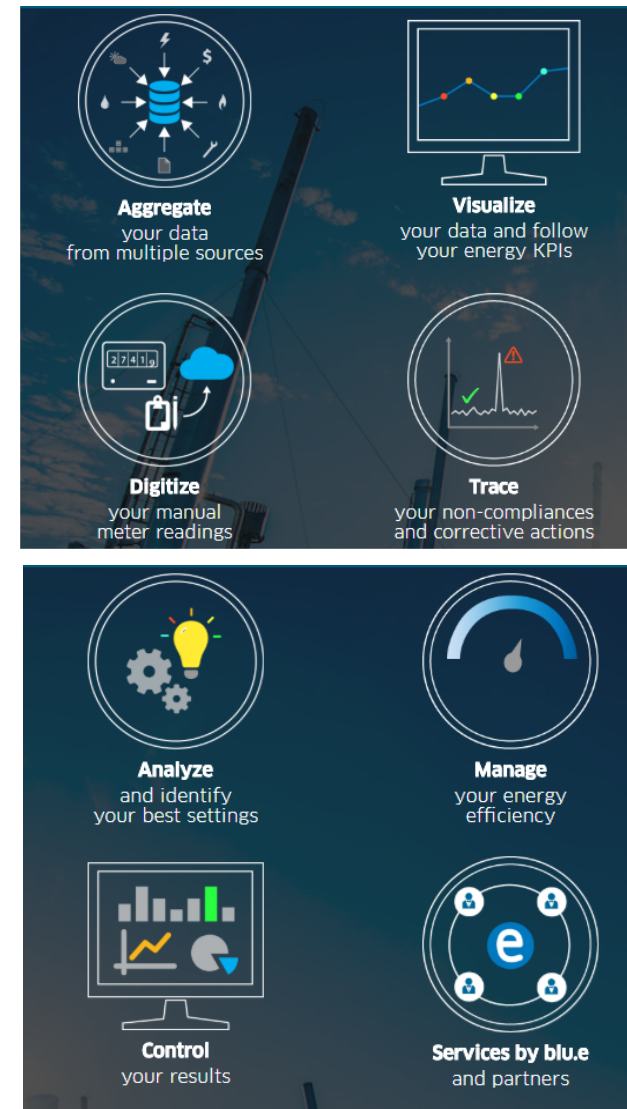 $
Aggregate
your data
from multiple sources
Visualize
your data and follow
your energy KPIs
27419
Digitize
your manual
meter readings
Trace
your non-compliances
and corrective actions
Analyze
and identify
your best settings
Manage
your energy
efficiency
Control
your results
e
Services by blu.e
and partners